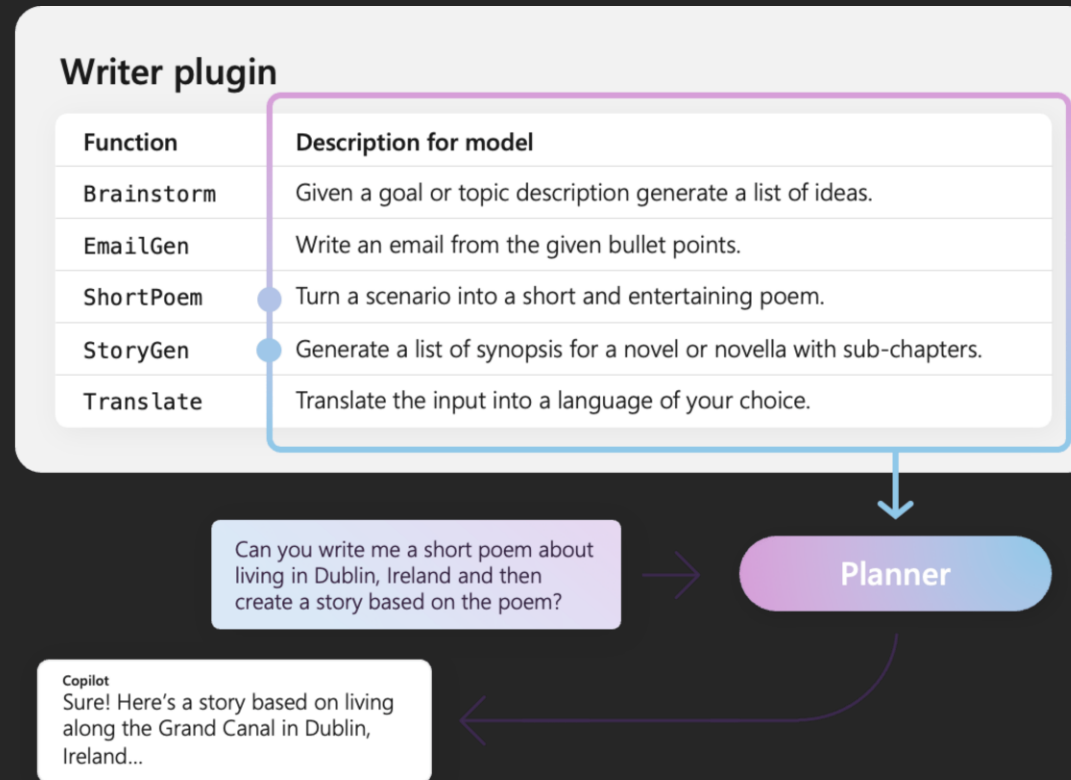 Writer plugin
Function Description for model
Brainstorm Given a goal or topic description generate a list of ideas.
EmailGen Write an email from the given bullet points.
ShortPoem Turn a scenario into a short and entertaining poem.
StoryGen Generate a list of synopsis for a novel or novella with sub-chapters.
Translate Translate the input into a language of your choice.
Can you write me a short poem about
living in Dublin, Ireland and then
create a story based on the poem?
Planner
Copilot
Sure! Here’s a story based on living
along the Grand Canal in Dublin,
Ireland...